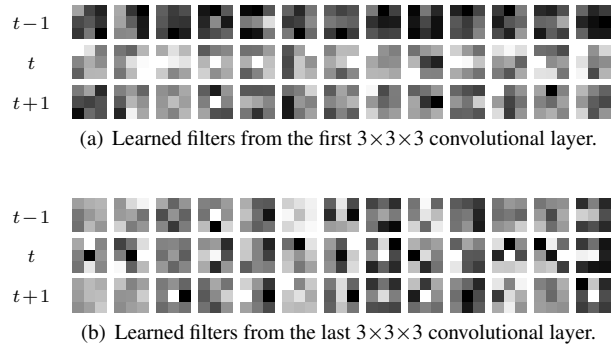 t−1
t
t+1
(a) Learned filters from the first 3×3×3 convolutional layer.
t−1
t
t+1
(b) Learned filters from the last 3×3×3 convolutional layer.